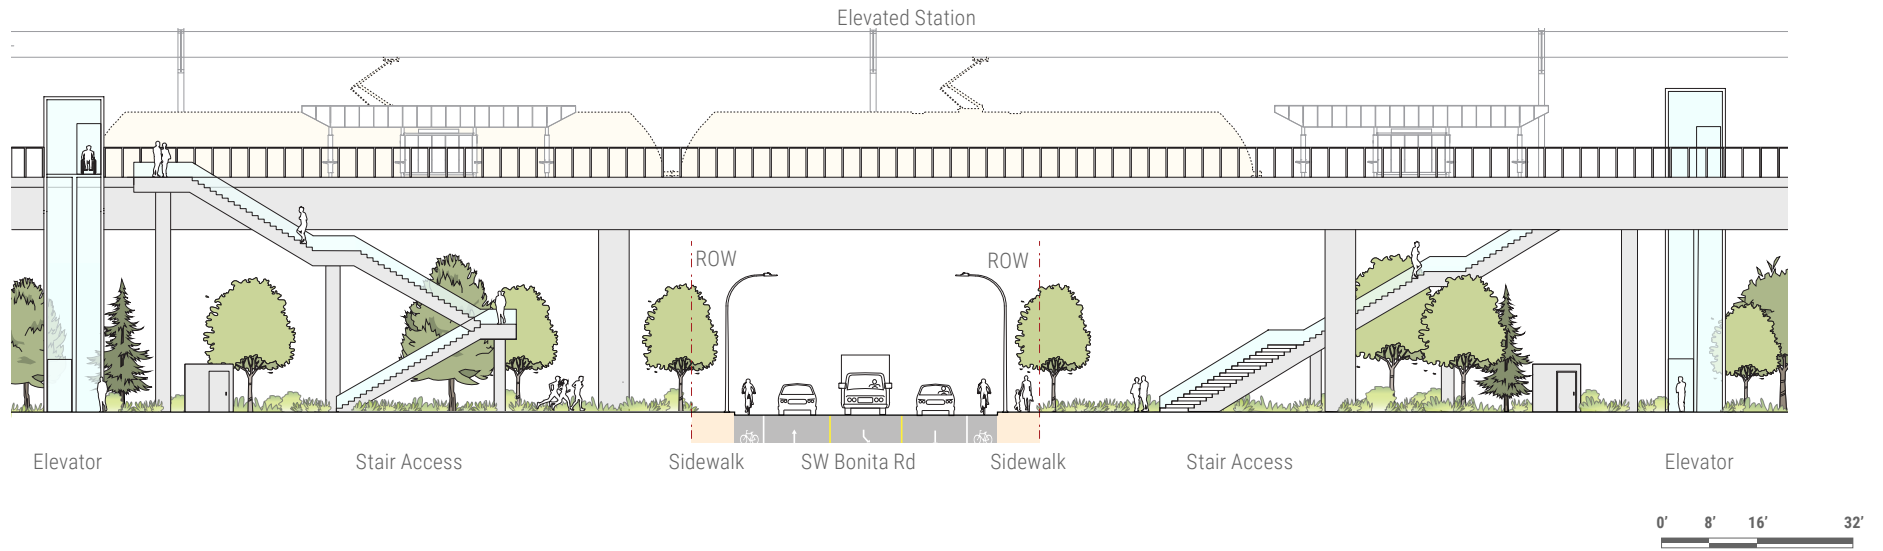 Elevated Station
ROW
ROW
Elevator
Stair Access
Sidewalk
SW Bonita Rd
Sidewalk
Stair Access
Elevator
0’ 8’ 16’ 32’